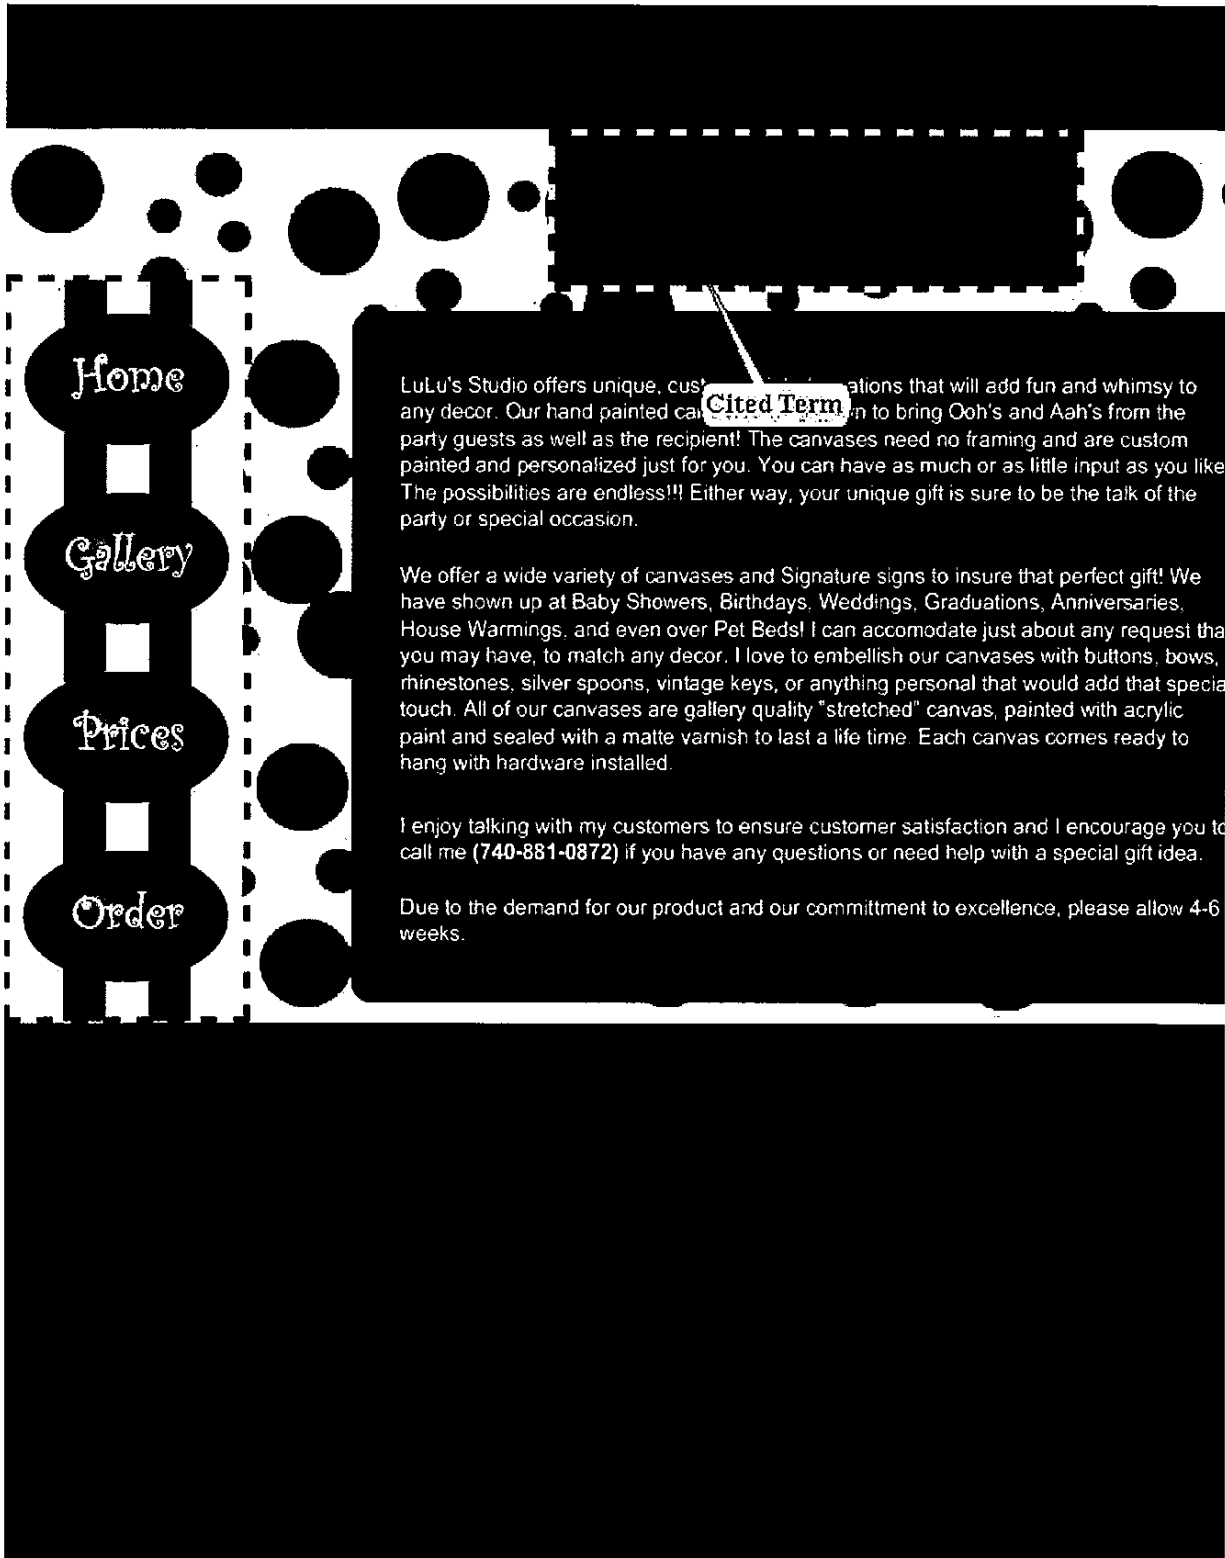 Home
Gallery
Prices
Order
LuLu's Studio offers unique, ations that will add fun and whimsy to
Cited Term
any decor. Our hand painted to bring Ooh's and Aah's from the
party guests as well as the recipient! The canvases need no framing and are custom
painted and personalized just for you. You can have as much or as little input as you like
The possibilities are endless!!! Either way, your unique gift is sure to be the talk of the
party or special occasion.
We offer a wide variety of canvases and Signature signs to insure that perfect gift! We
have shown up at Baby Showers, Birthdays, Weddings, Graduations, Anniversaries,
House Warmings, and even over Pet Beds! I can accomodate just about any request tha
you may have, to match any decor. I love to embellish our canvases with buttons, bows,
rhinestones, silver spoons, vintage keys, or anything personal that would add that specia
touch. All of our canvases are gallery quality "stretched" canvas, painted with acrylic
paint and sealed with a matte varnish to last a life time. Each canvas comes ready to
hang with hardware installed.
I enjoy talking with my customers to ensure customer satisfaction and I encourage you to
call me (740-881-0872) if you have any questions or need help with a special gift idea.
Due to the demand for our product and our committment to excellence, please allow 4-6
weeks.